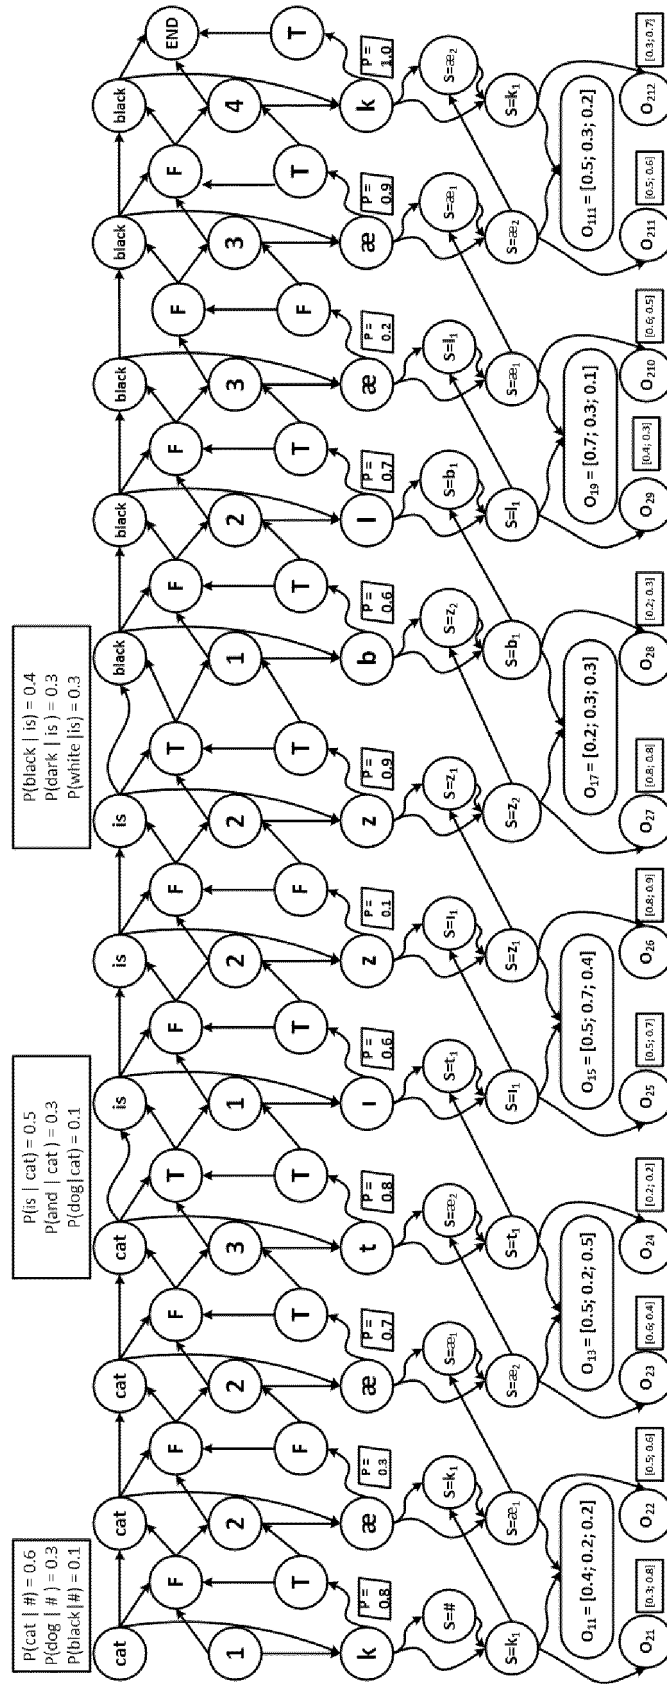 P(cat | #) = 0.6
P(dog | #) = 0.3
P(black|#) = 0.1
P(is | cat) = 0.5
P(and | cat ) = 0.3
P(dog|cat) = 0.1
P(black | is) = 0.4
P(dark | is ) = 0.3
P(white |is) = 0.3
cat cat cat cat is is is black black black black black END
F F F T F F T F F F F
1 2 2 3 1 2 2 1 2 3 3 4
T F T T T F T T T F T T
k æ æ t ı z z b l æ æ k
P = 0.8 P = 0.3 P = 0.7 P = 0.8 P = 0.6 P = 0.1 P = 0.9 P = 0.6 P = 0.7 P = 0.2 P = 0.9 P = 1.0
S=# S=k₁ S=æ₁ S=æ₂ S=t₁ S=ı₁ S=z₁ S=z₂ S=b₁ S=l₁ S=æ₁ S=æ₂
S=k₁ S=æ₁ S=æ₂ S=t₁ S=ı₁ S=z₁ S=z₂ S=b₁ S=l₁ S=æ₁ S=æ₂ S=k₁
O₁₁ = [0.4; 0.2; 0.2] O₁₃ = [0.5; 0.2; 0.5] O₁₅ = [0.5; 0.7; 0.4] O₁₇ = [0.2; 0.3; 0.3] O₁₉ = [0.7; 0.3; 0.1] O₁₁₁ = [0.5; 0.3; 0.2]
O₂₁ O₂₂ O₂₃ O₂₄ O₂₅ O₂₆ O₂₇ O₂₈ O₂₉ O₂₁₀ O₂₁₁ O₂₁₂
[0.3; 0.8] [0.5; 0.6] [0.6; 0.4] [0.2; 0.2] [0.5; 0.7] [0.8; 0.9] [0.8; 0.8] [0.2; 0.3] [0.4; 0.3] [0.6; 0.5] [0.5; 0.6] [0.3; 0.7]